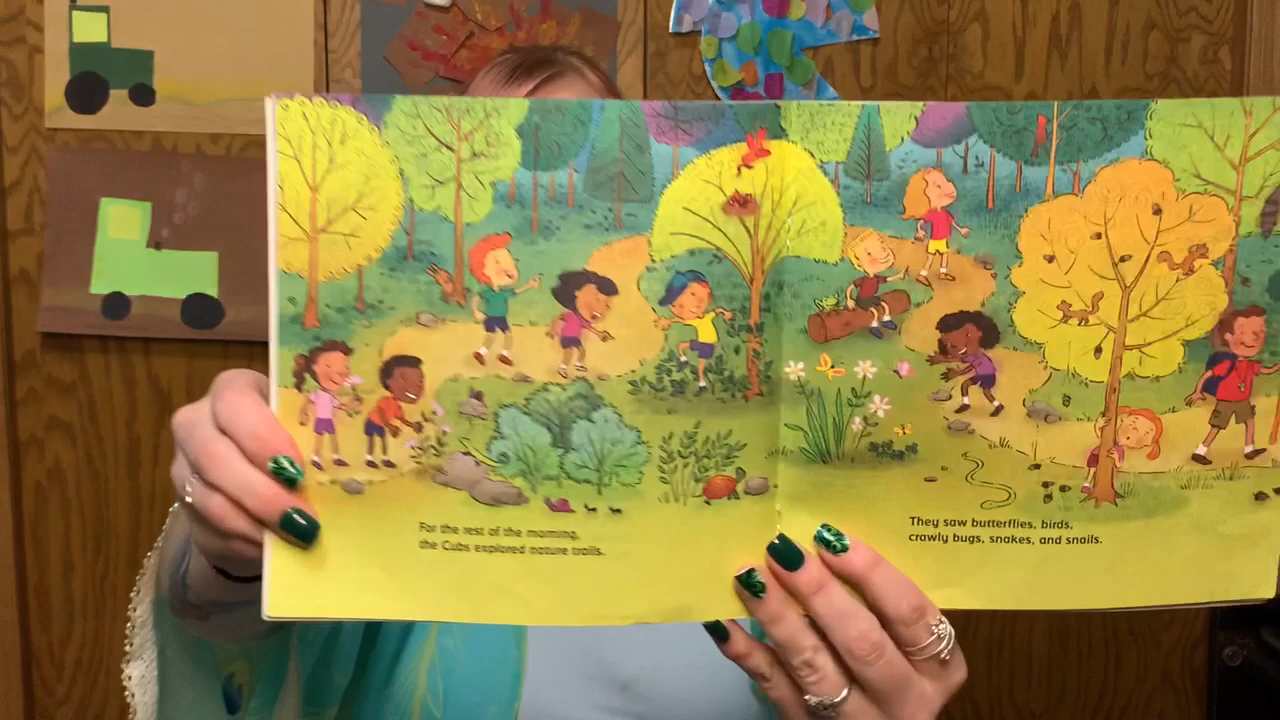 For the rest of the morning,
the Cubs explored nature trails.
They saw butterflies, birds,
crawly bugs, snakes, and snails.